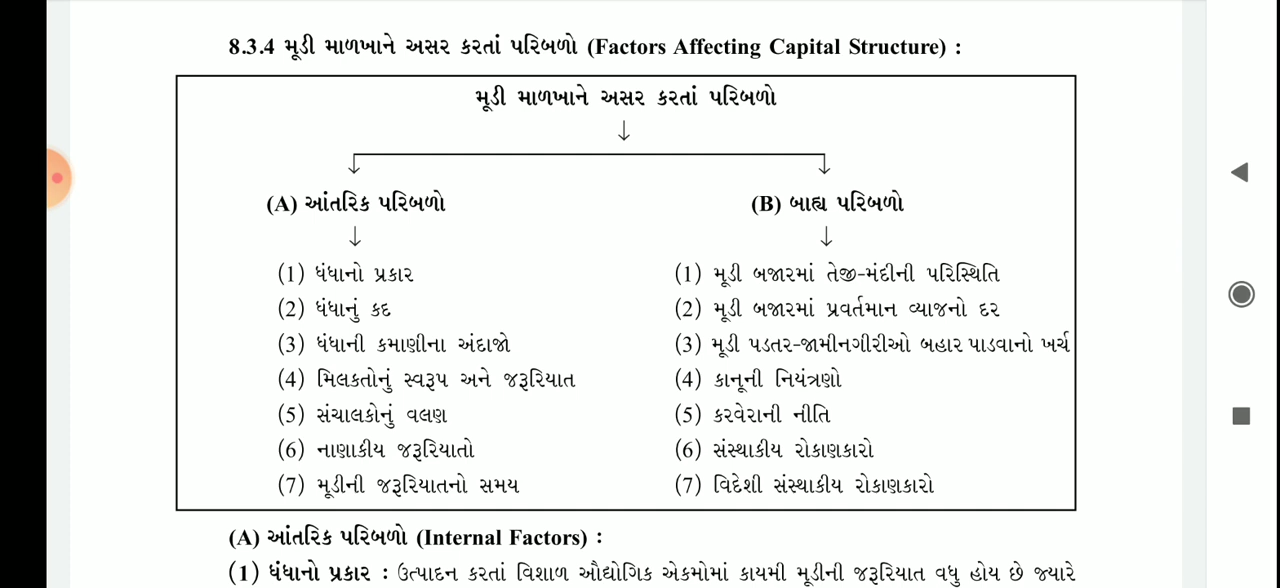 8.3.4 મૂડી માળખાને અસર કરતાં પરિબળો (Factors Affecting Capital Structure) :
મૂડી માળખાને અસર કરતાં પરિબળો
↓
(A) આંતરિક પરિબળો
↓
(1) ધંધાનો પ્રકાર
(2) ધંધાનું કદ
(3) ધંધાની કમાણીના અંદાજો
(4) મિલકતોનું સ્વરૂપ અને જરૂરિયાત
(5) સંચાલકોનું વલણ
(6) નાણાકીય જરૂરિયાતો
(7) મૂડીની જરૂરિયાતનો સમય
(B) બાહ્ય પરિબળો
↓
(1) મૂડી બજારમાં તેજી-મંદીની પરિસ્થિતિ
(2) મૂડી બજારમાં પ્રવર્તમાન વ્યાજનો દર
(3) મૂડી પડતર-જામીનગીરીઓ બહાર પાડવાનો ખર્ચ
(4) કાનૂની નિયંત્રણો
(5) કરવેરાની નીતિ
(6) સંસ્થાકીય રોકાણકારો
(7) વિદેશી સંસ્થાકીય રોકાણકારો
(A) આંતરિક પરિબળો (Internal Factors) :
(1) ધંધાનો પ્રકાર : ઉત્પાદન કરતાં વિશાળ ઔદ્યોગિક એકમોમાં કાયમી મૂડીની જરૂરિયાત વધુ હોય છે જ્યારે